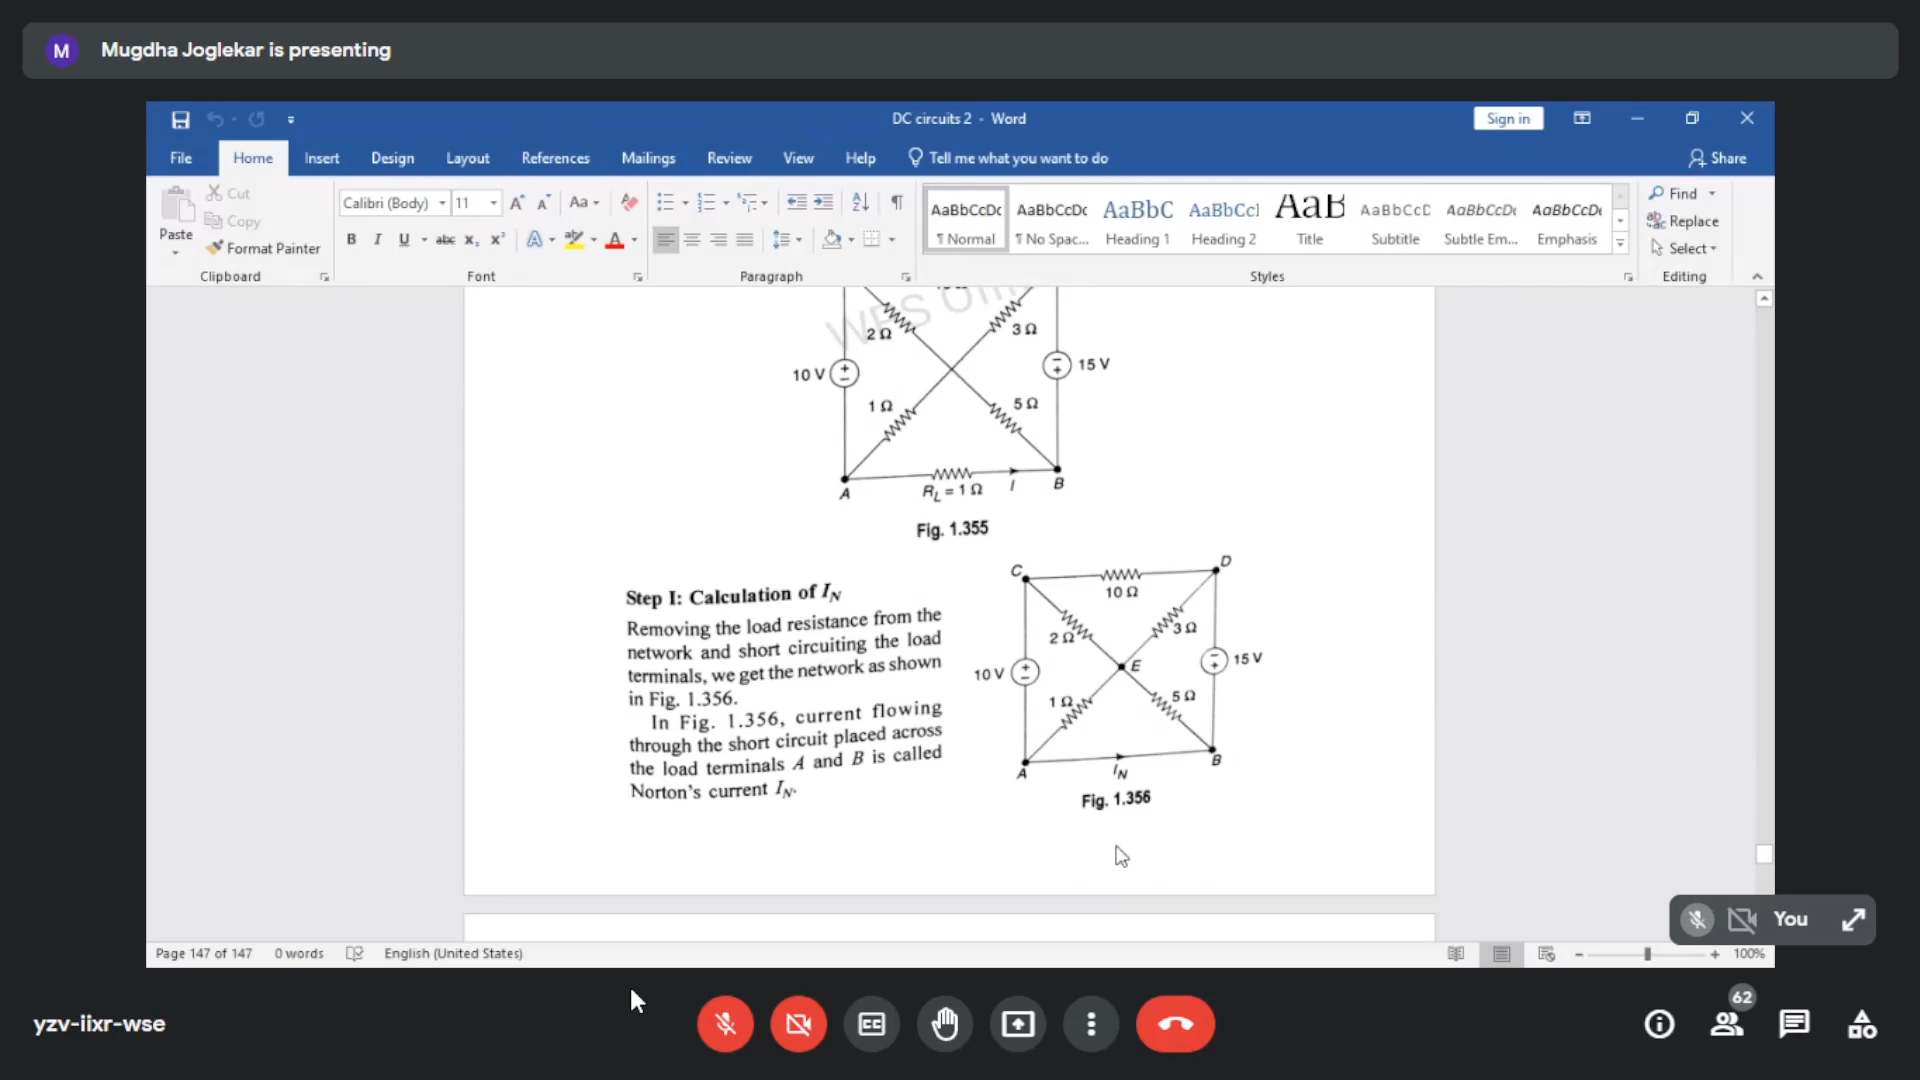 M
Mugdha Joglekar is presenting
DC circuits 2 - Word
Sign in
File Home Insert Design Layout References Mailings Review View Help Tell me what you want to do Share
Paste
Cut
Copy
Format Painter
Clipboard
Calibri (Body) 11 Aa
B I U abc x₂ x² A A
Font
Paragraph
AaBbCcDc AaBbCcDc AaBbC AaBbCcl AaB AaBbCcD AaBbCcDc AaBbCcDc
¶ Normal ¶ No Spac... Heading 1 Heading 2 Title Subtitle Subtle Em... Emphasis
Styles
Find
Replace
Select
Editing
WPS
2 Ω
3 Ω
10 V
15 V
1 Ω
5 Ω
A
R_L = 1 Ω
I
B
Fig. 1.355
Step I: Calculation of I_N
Removing the load resistance from the
network and short circuiting the load
terminals, we get the network as shown
in Fig. 1.356.
In Fig. 1.356, current flowing
through the short circuit placed across
the load terminals A and B is called
Norton's current I_N.
C
D
10 Ω
2 Ω
3 Ω
E
10 V
15 V
1 Ω
5 Ω
A
I_N
B
Fig. 1.356
You
Page 147 of 147 0 words English (United States) 100%
yzv-iixr-wse
62